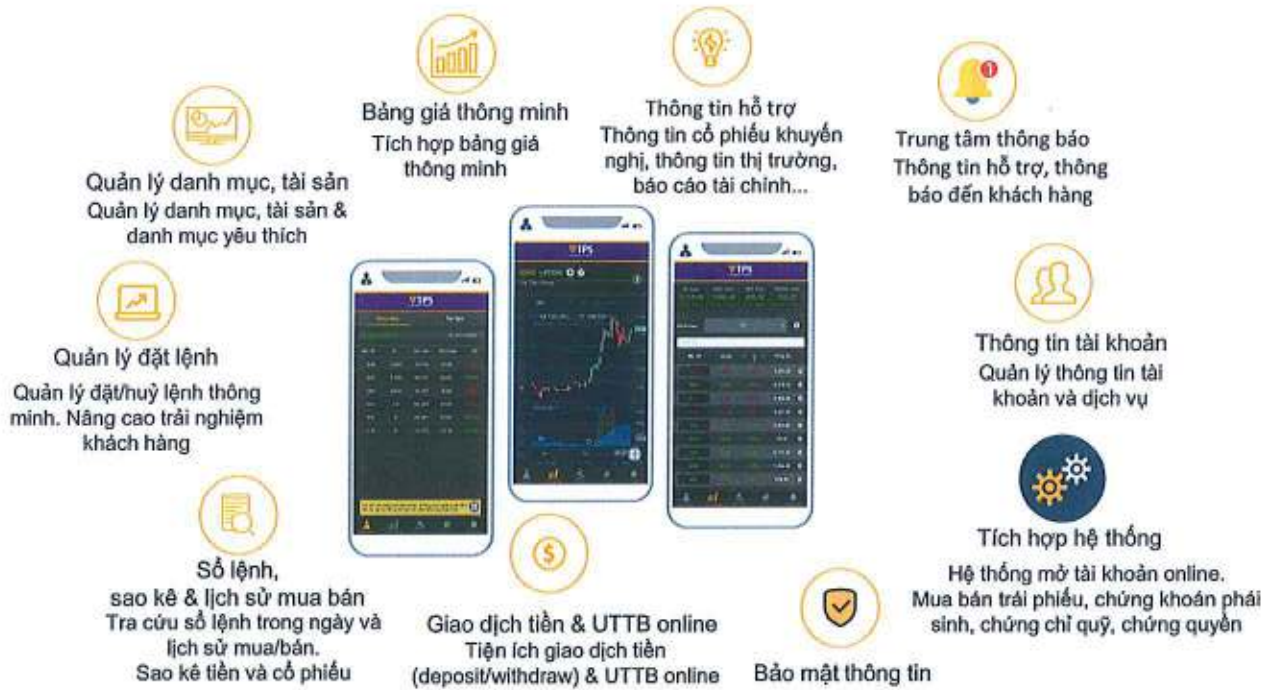 Bảng giá thông minh
Tích hợp bảng giá
thông minh
Thông tin hỗ trợ
Thông tin cổ phiếu khuyến
nghị, thông tin thị trường,
báo cáo tài chính...
1
Trung tâm thông báo
Thông tin hỗ trợ, thông
báo đến khách hàng
Quản lý danh mục, tài sản
Quản lý danh mục, tài sản &
danh mục yêu thích
TPS
TPS
TPS
Quản lý đặt lệnh
Quản lý đặt/huỷ lệnh thông
minh. Nâng cao trải nghiệm
khách hàng
Thông tin tài khoản
Quản lý thông tin tài
khoản và dịch vụ
Sổ lệnh,
sao kê & lịch sử mua bán
Tra cứu sổ lệnh trong ngày và
lịch sử mua/bán.
Sao kê tiền và cổ phiếu
$
Giao dịch tiền & UTTB online
Tiện ích giao dịch tiền
(deposit/withdraw) & UTTB online
Bảo mật thông tin
Tích hợp hệ thống
Hệ thống mở tài khoản online.
Mua bán trái phiếu, chứng khoán phái
sinh, chứng chỉ quỹ, chứng quyền